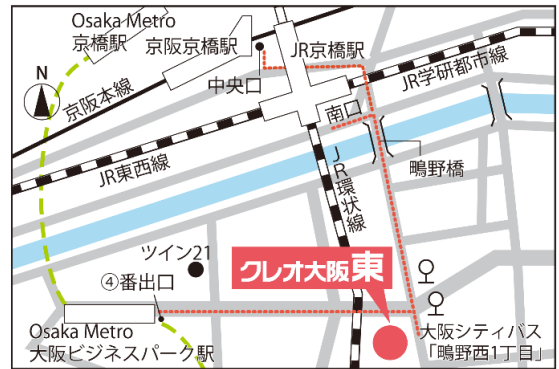 Osaka Metro
京橋駅
京阪京橋駅
JR京橋駅
N
中央口
JR学研都市線
京阪本線
南口
JR東西線
鴫野橋
JR環状線
ツイン21
クレオ大阪東
④番出口
Osaka Metro
大阪ビジネスパーク駅
大阪シティバス
「鴫野西1丁目」